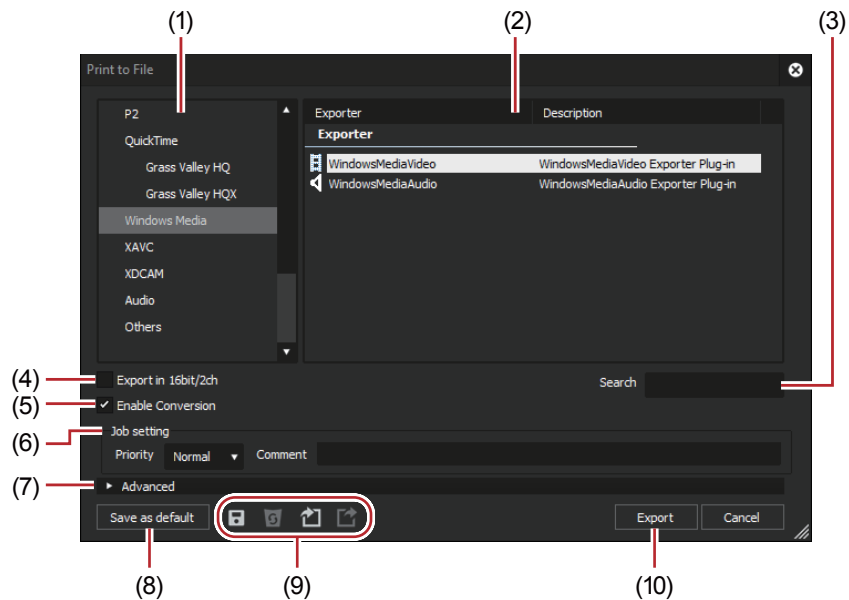 (1)
(2)
(3)
Print to File
P2
QuickTime
Grass Valley HQ
Grass Valley HQX
Windows Media
XAVC
XDCAM
Audio
Others
Exporter
Description
Exporter
WindowsMediaVideo
WindowsMediaVideo Exporter Plug-in
WindowsMediaAudio
WindowsMediaAudio Exporter Plug-in
(4)
Export in 16bit/2ch
Search
(5)
Enable Conversion
(6)
Job setting
Priority
Normal
Comment
(7)
Advanced
Save as default
Export
Cancel
(8)
(9)
(10)